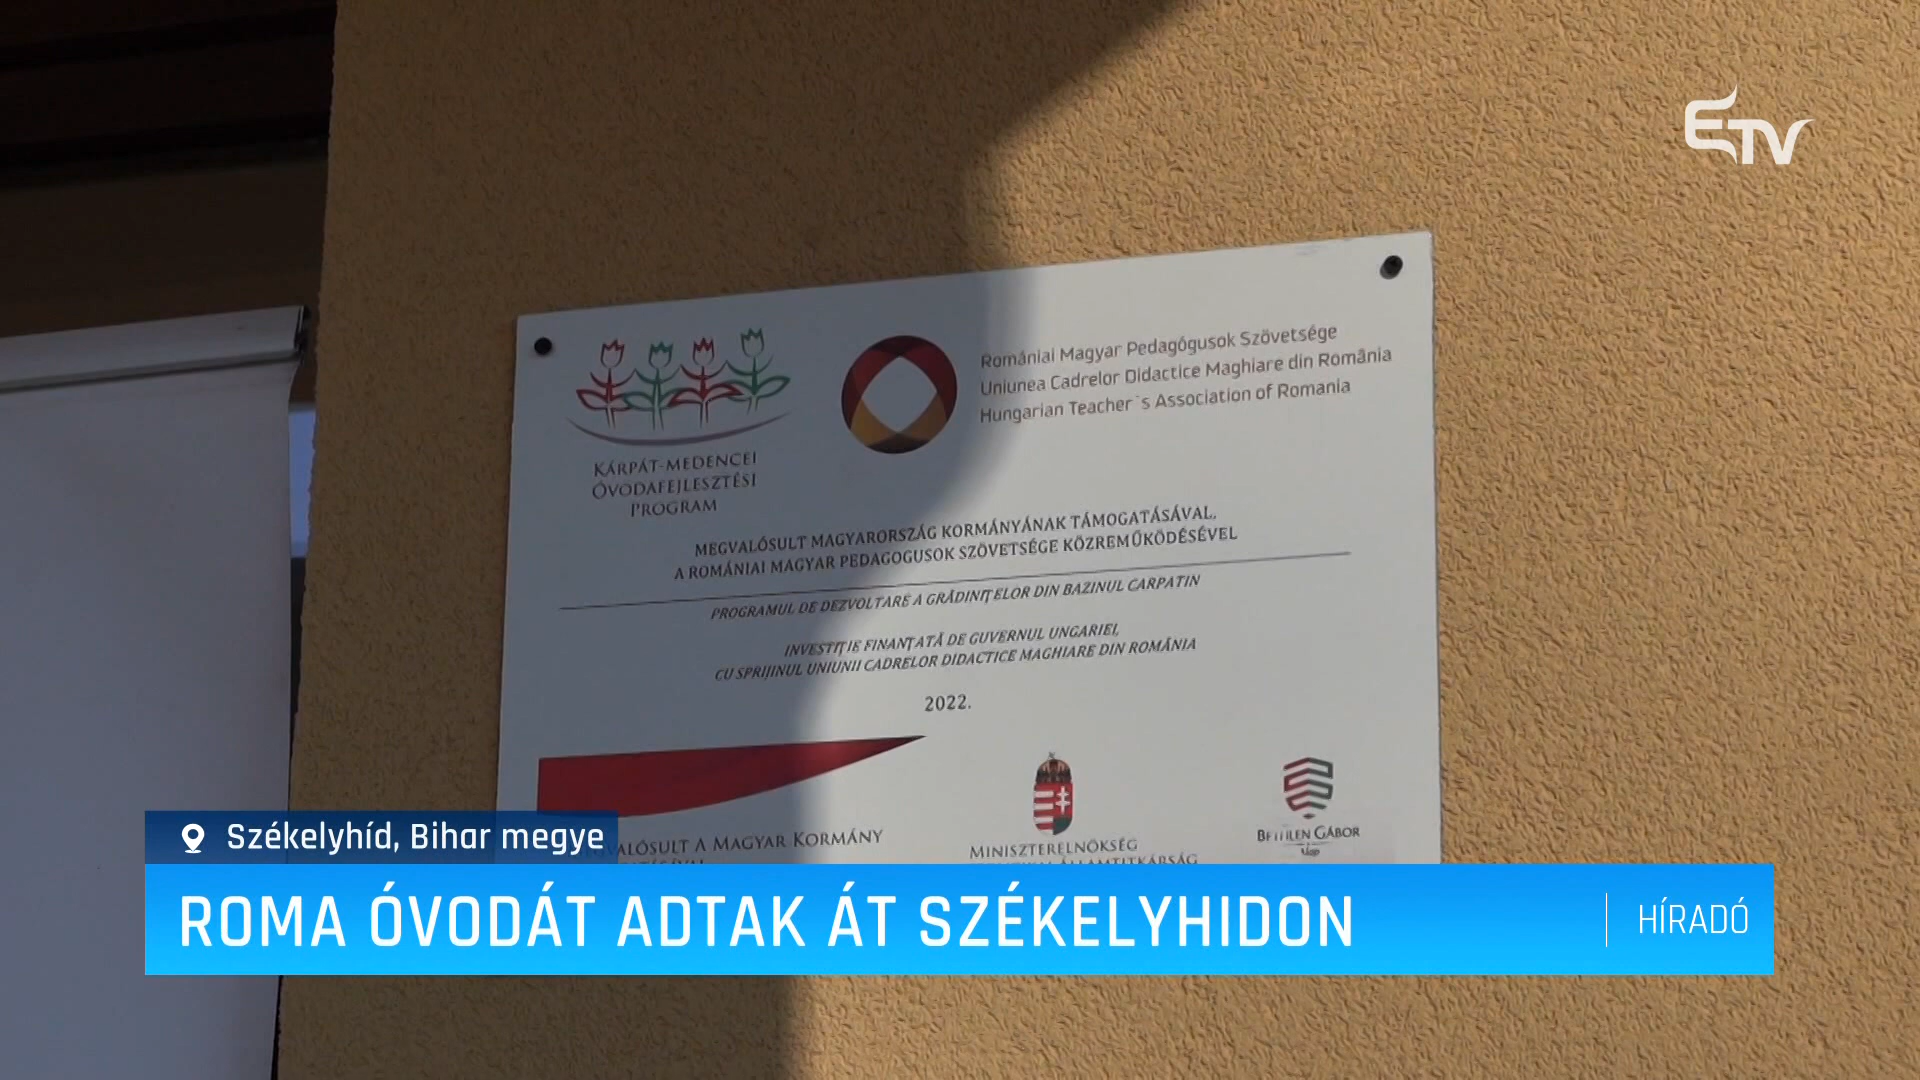 ETV
Romániai Magyar Pedagógusok Szövetsége
Uniunea Cadrelor Didactice Maghiare din România
Hungarian Teacher`s Association of Romania
KÁRPÁT-MEDENCEI
ÓVODAFEJLESZTÉSI
PROGRAM
MEGVALÓSULT MAGYARORSZÁG KORMÁNYÁNAK TÁMOGATÁSÁVAL,
A ROMÁNIAI MAGYAR PEDAGOGUSOK SZÖVETSÉGE KÖZREMŰKÖDÉSÉVEL
PROGRAMUL DE DEZVOLTARE A GRĂDINIȚELOR DIN BAZINUL CARPATIN
INVESTIȚIE FINANȚATĂ DE GUVERNUL UNGARIEI,
CU SPRIJINUL UNIUNII CADRELOR DIDACTICE MAGHIARE DIN ROMÂNIA
2022.
A MAGYAR KORMÁNY
MINISZTERELNÖKSÉG
BETHLEN GÁBOR
Alap
Székelyhíd, Bihar megye
ROMA ÓVODÁT ADTAK ÁT SZÉKELYHIDON
HÍRADÓ